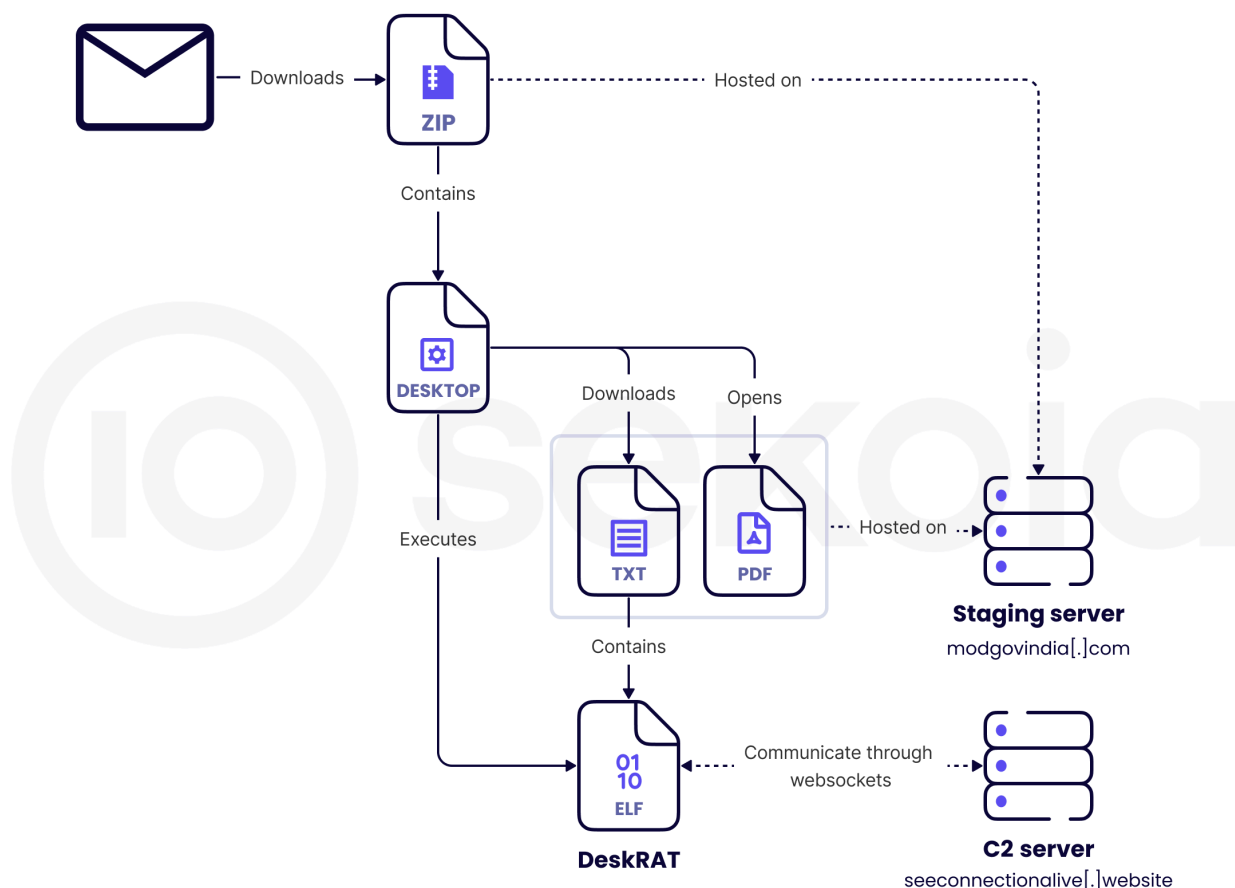 Downloads
ZIP
Hosted on
Contains
DESKTOP
Downloads
Opens
Executes
TXT
PDF
Hosted on
Staging server
modgovindia[.]com
Contains
01
10
ELF
DeskRAT
Communicate through
websockets
C2 server
seeconnectionalive[.]website
sekoia